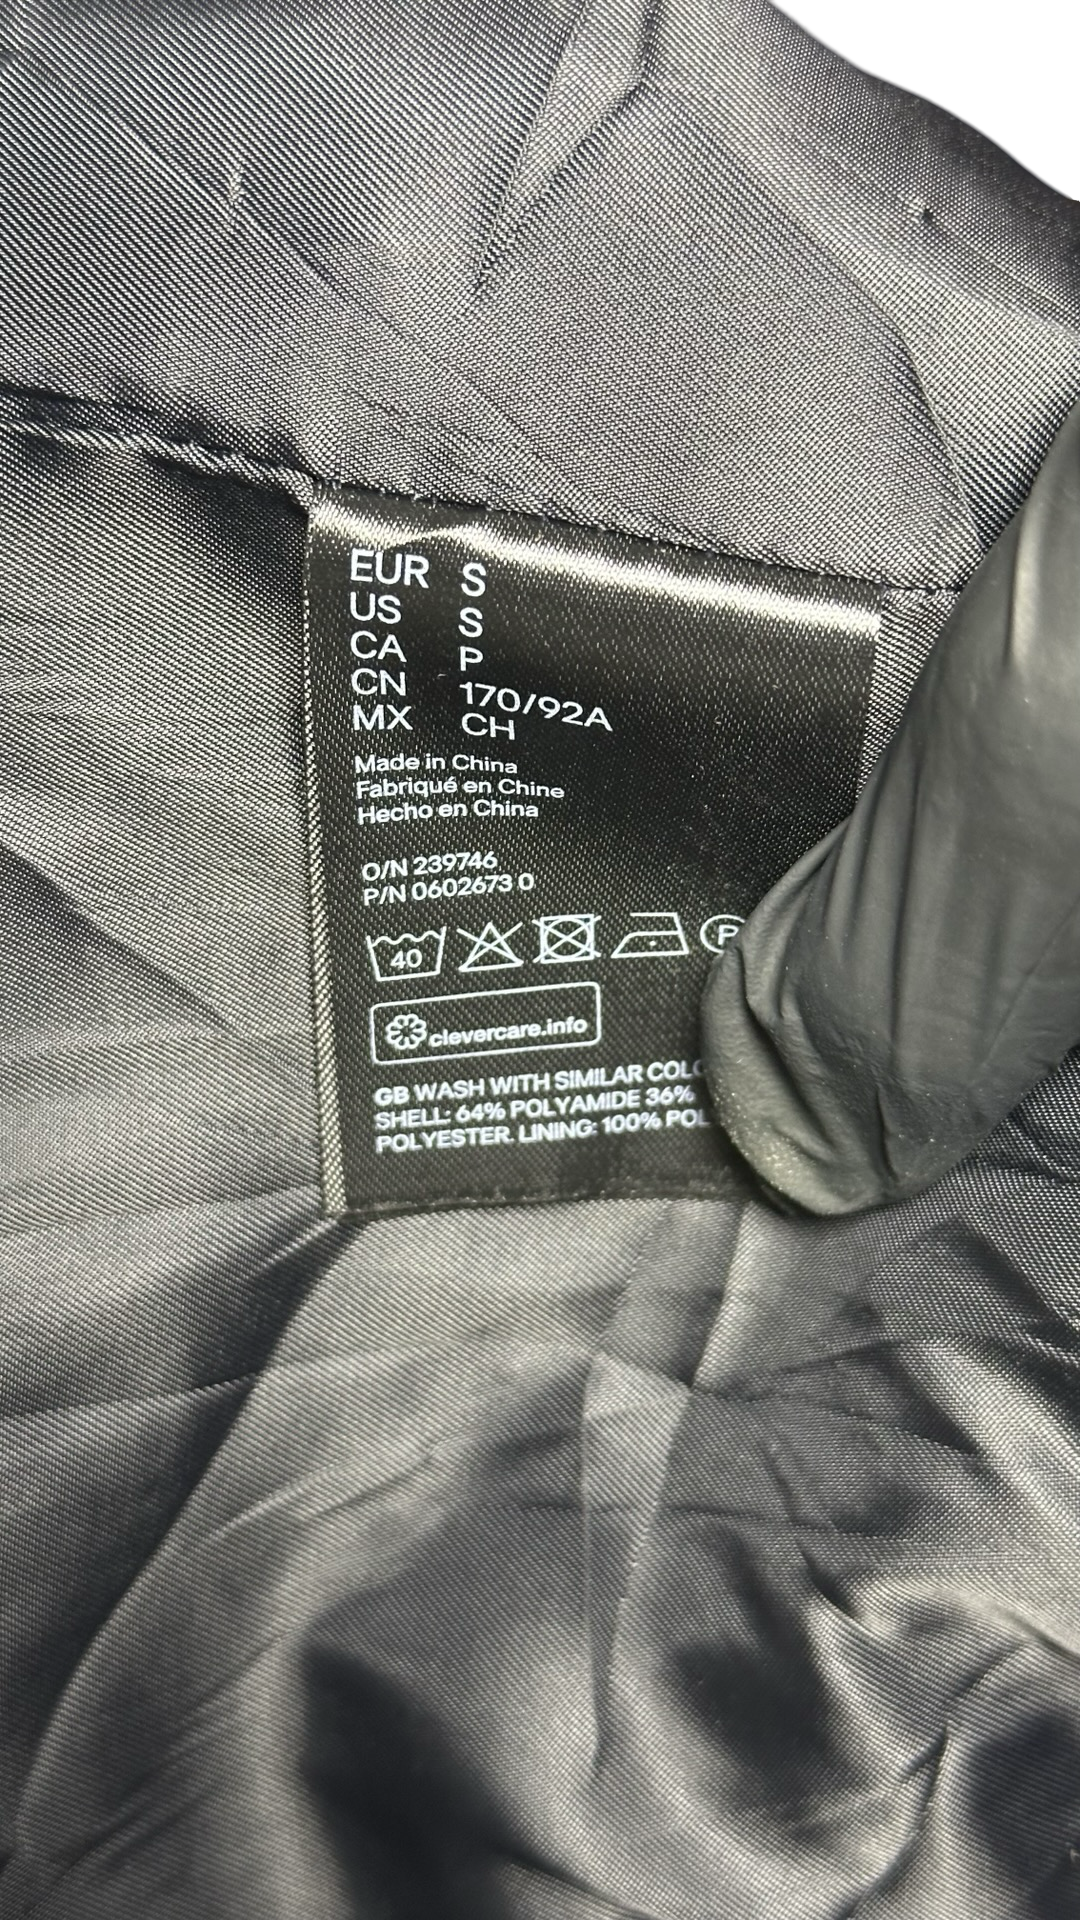 EUR S
US S
CA P
CN 170/92A
MX CH
Made in China
Fabriqué en Chine
Hecho en China
O/N 239746
P/N 0602673 0
40 P
clevercare.info
GB WASH WITH SIMILAR
SHELL: 64% POLYAMIDE 36%
POLYESTER. LINING: 100%